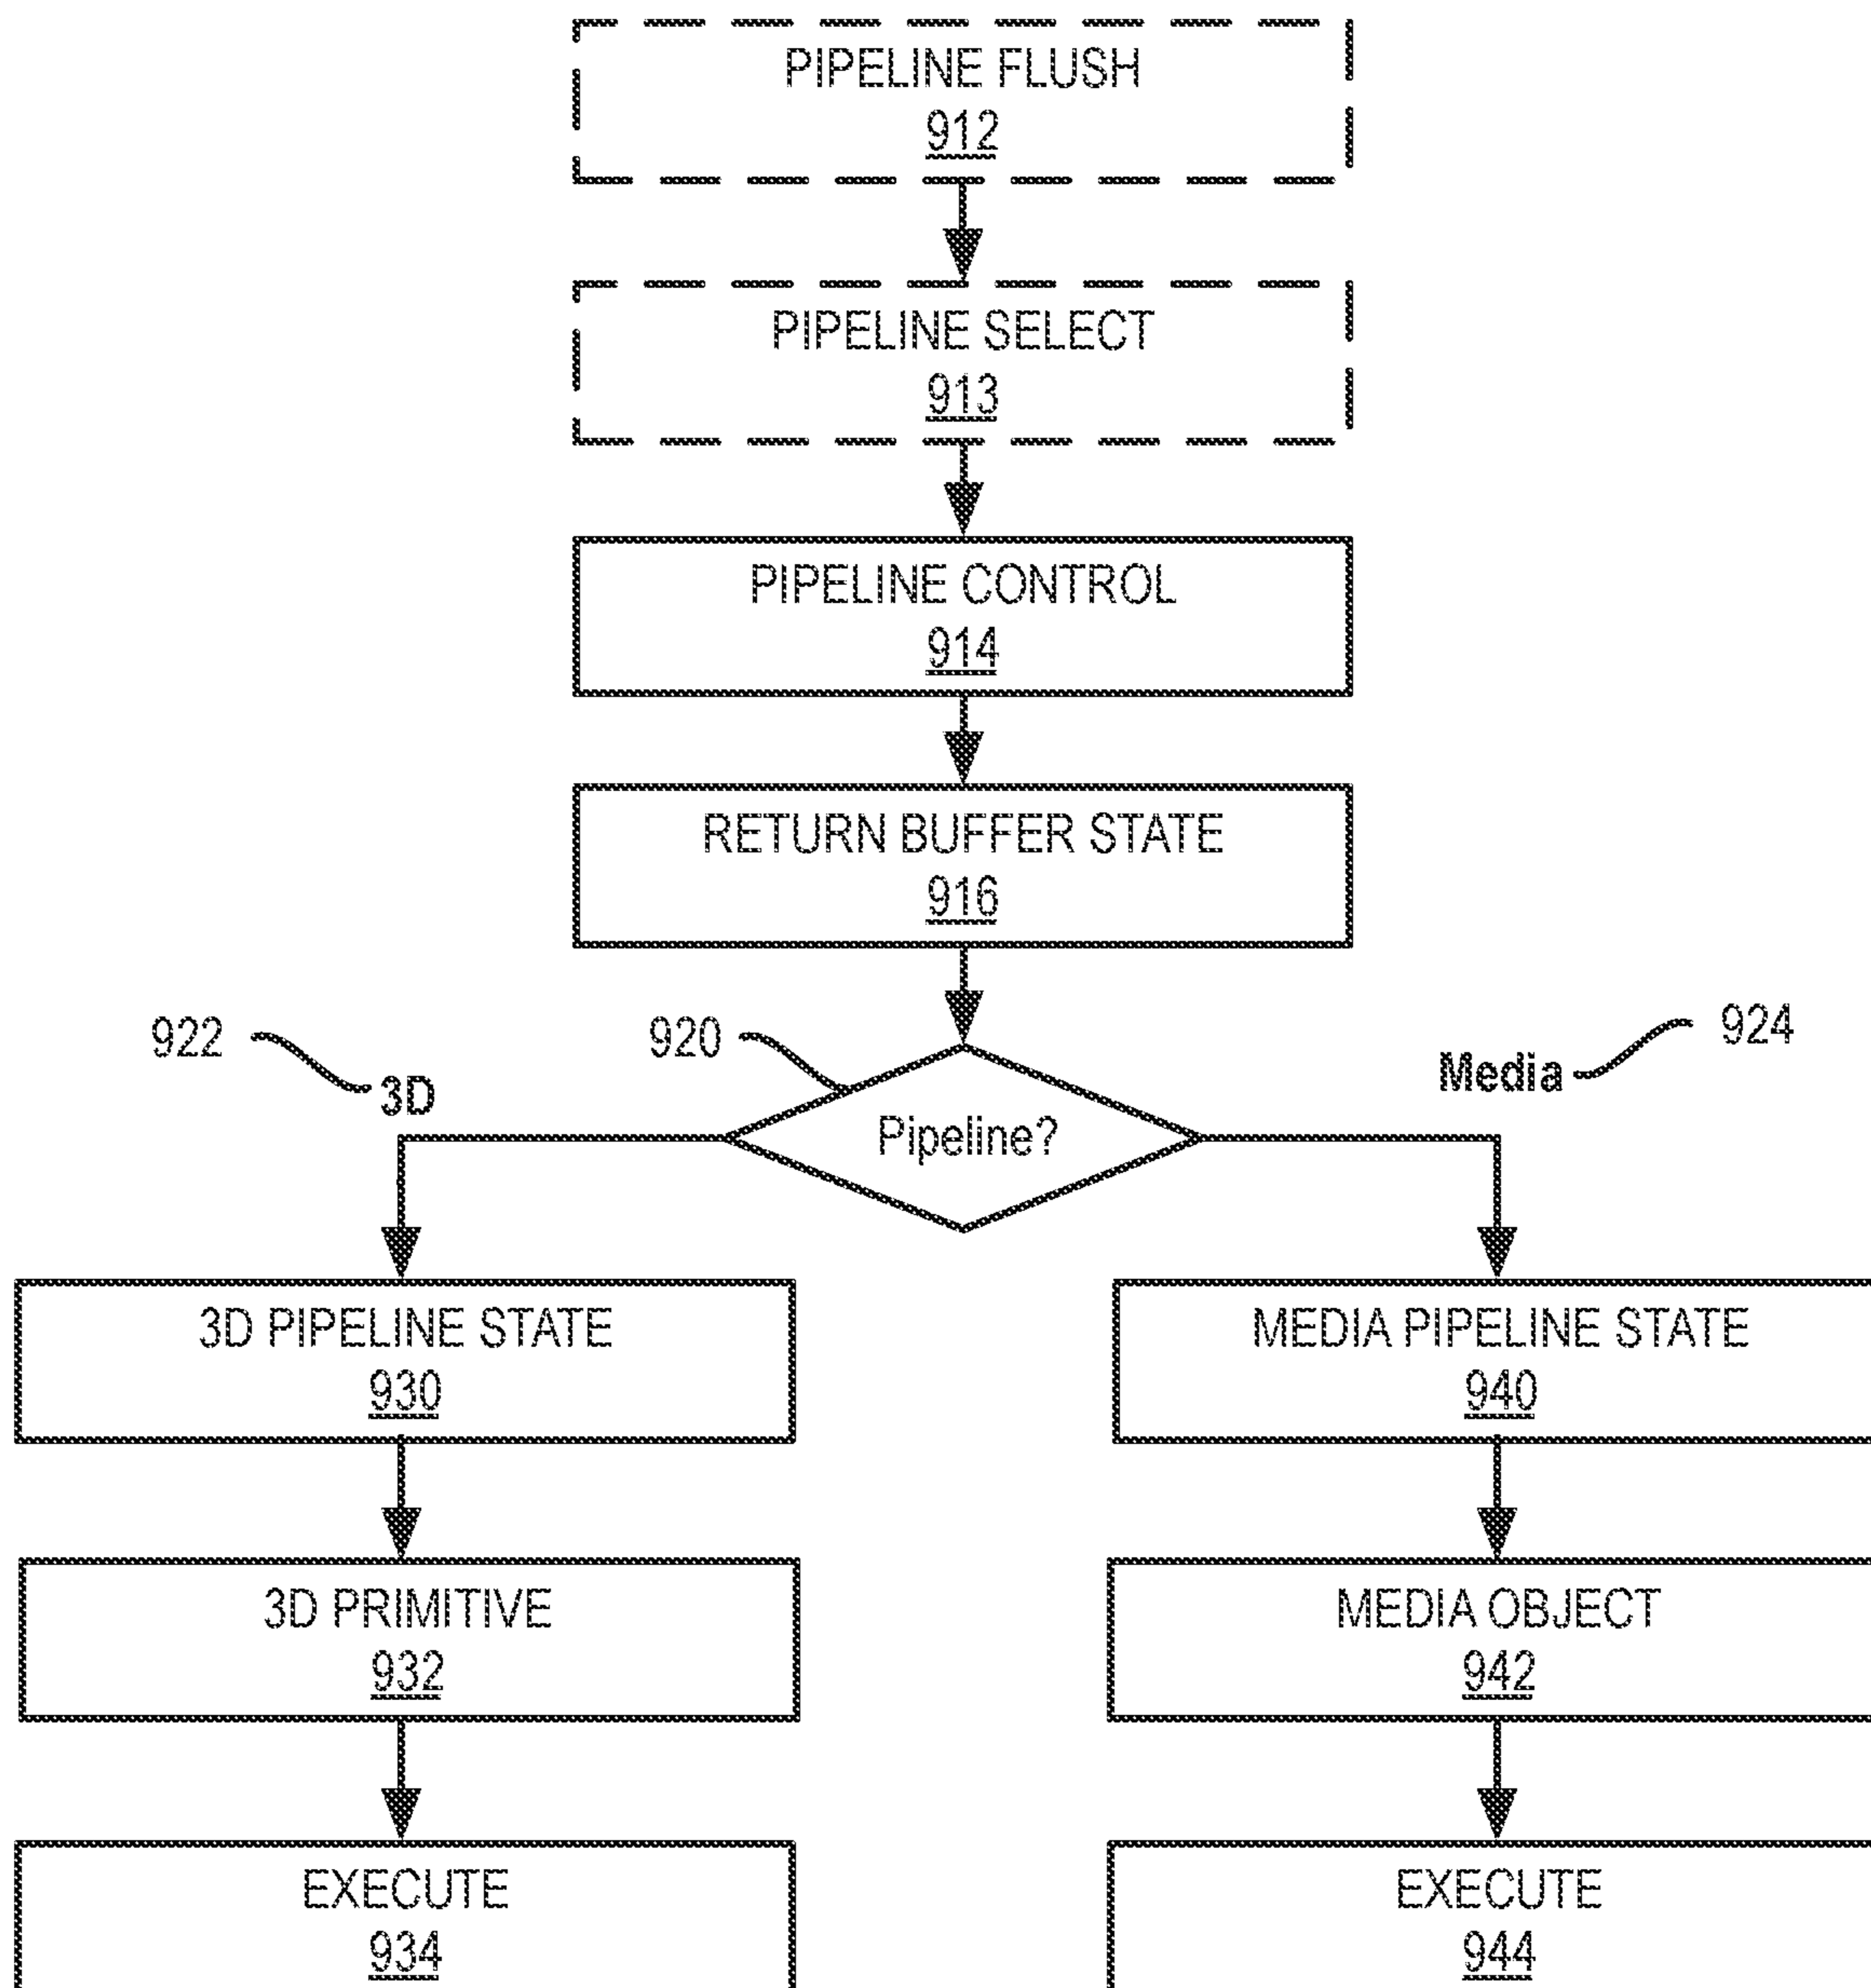 PIPELINE FLUSH
912
PIPELINE SELECT
913
PIPELINE CONTROL
914
RETURN BUFFER STATE
916
922
920
924
3D
Media
Pipeline?
3D PIPELINE STATE
930
MEDIA PIPELINE STATE
940
3D PRIMITIVE
932
MEDIA OBJECT
942
EXECUTE
934
EXECUTE
944